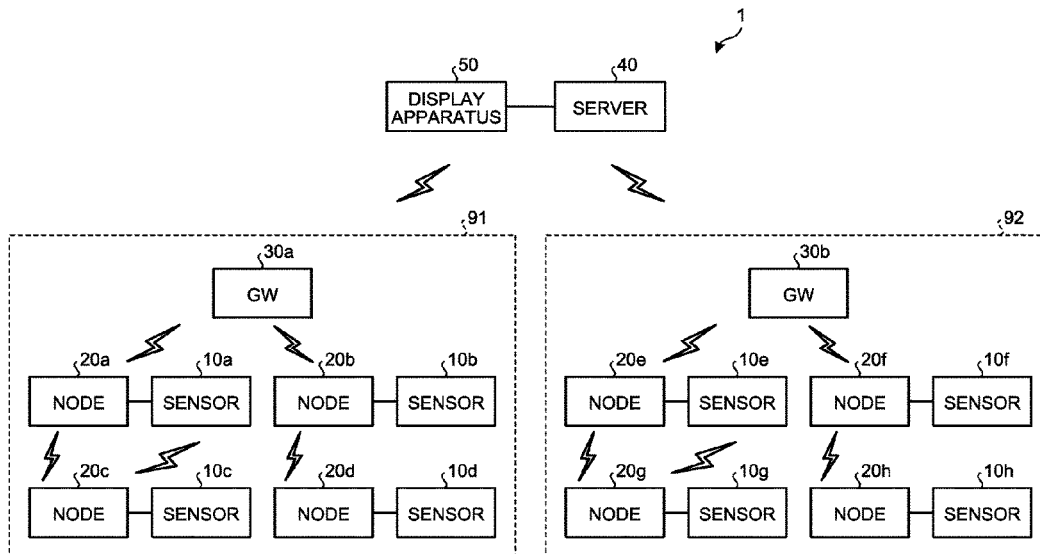 1
50
40
DISPLAY
APPARATUS
SERVER
91
92
30a
30b
GW
GW
20a
10a
20b
10b
20e
10e
20f
10f
NODE
SENSOR
NODE
SENSOR
NODE
SENSOR
NODE
SENSOR
20c
10c
20d
10d
20g
10g
20h
10h
NODE
SENSOR
NODE
SENSOR
NODE
SENSOR
NODE
SENSOR